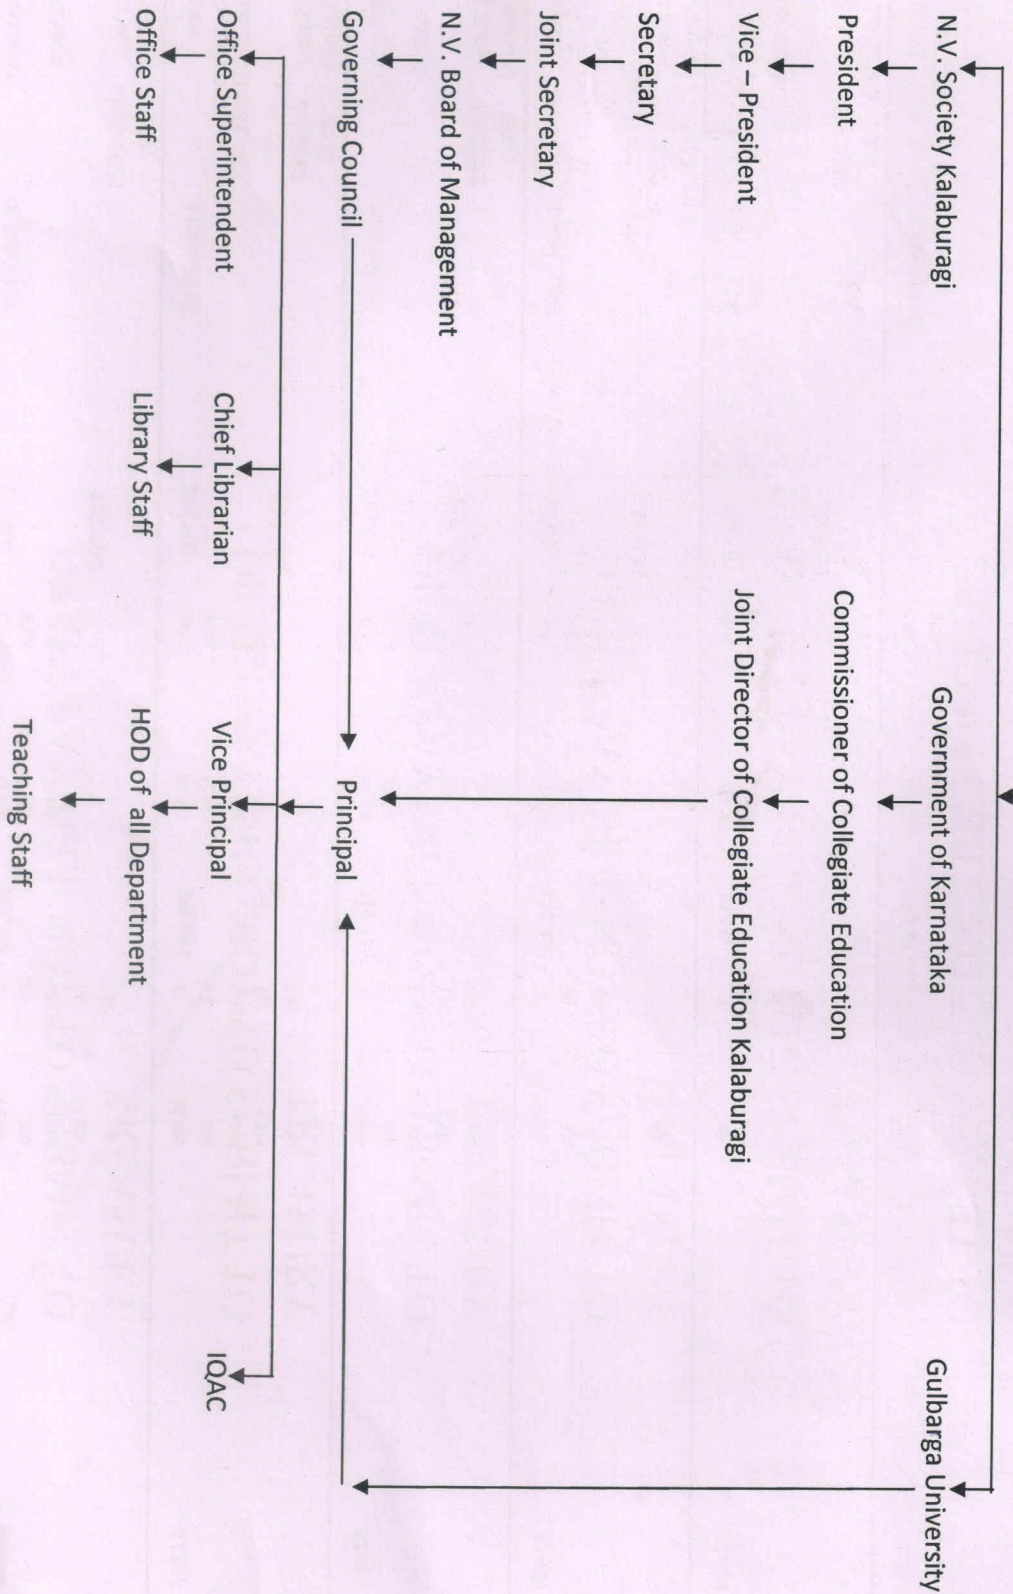 N.V. Society Kalaburagi
Government of Karnataka
Gulbarga University
President
Commissioner of Collegiate Education
Vice – President
Joint Director of Collegiate Education Kalaburagi
Secretary
Joint Secretary
N.V. Board of Management
Governing Council
Principal
Office Superintendent
Chief Librarian
Vice Principal
IQAC
Office Staff
Library Staff
HOD of all Department
Teaching Staff